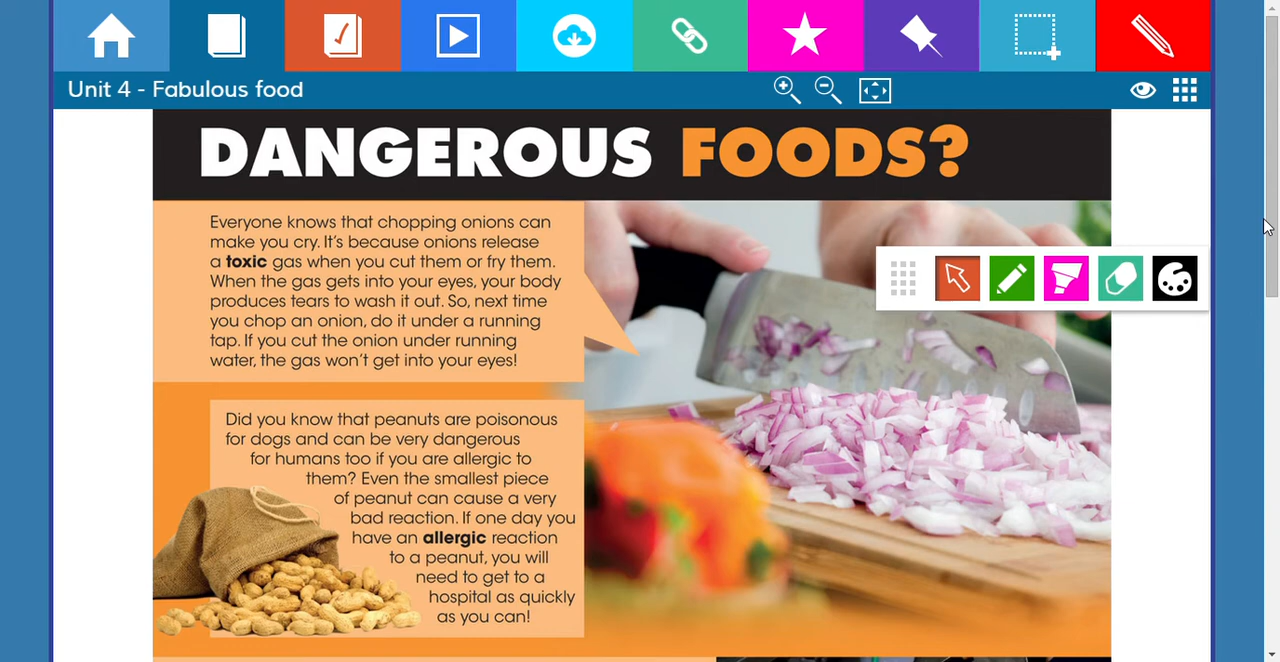 Unit 4 - Fabulous food
DANGEROUS FOODS?
Everyone knows that chopping onions can
make you cry. It's because onions release
a toxic gas when you cut them or fry them.
When the gas gets into your eyes, your body
produces tears to wash it out. So, next time
you chop an onion, do it under a running
tap. If you cut the onion under running
water, the gas won't get into your eyes!
Did you know that peanuts are poisonous
for dogs and can be very dangerous
for humans too if you are allergic to
them? Even the smallest piece
of peanut can cause a very
bad reaction. If one day you
have an allergic reaction
to a peanut, you will
need to get to a
hospital as quickly
as you can!